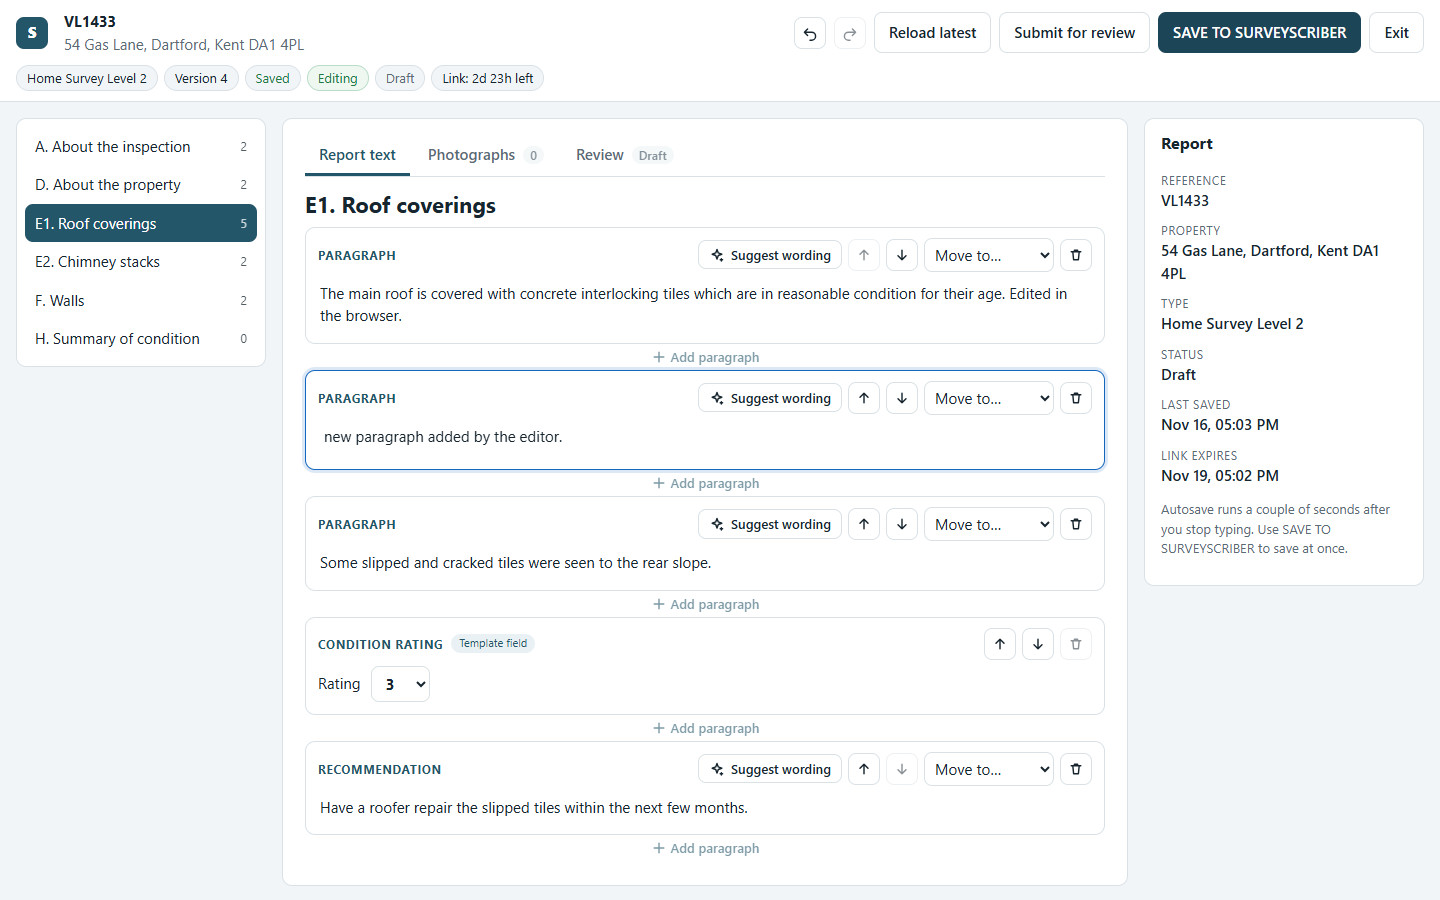 S
VL1433
54 Gas Lane, Dartford, Kent DA1 4PL
Reload latest
Submit for review
SAVE TO SURVEYSCRIBER
Exit
Home Survey Level 2
Version 4
Saved
Editing
Draft
Link: 2d 23h left
A. About the inspection 2
D. About the property 2
E1. Roof coverings 5
E2. Chimney stacks 2
F. Walls 2
H. Summary of condition 0
Report text
Photographs 0
Review Draft
E1. Roof coverings
PARAGRAPH
Suggest wording
Move to...
The main roof is covered with concrete interlocking tiles which are in reasonable condition for their age. Edited in
the browser.
Add paragraph
PARAGRAPH
Suggest wording
Move to...
new paragraph added by the editor.
Add paragraph
PARAGRAPH
Suggest wording
Move to...
Some slipped and cracked tiles were seen to the rear slope.
Add paragraph
CONDITION RATING Template field
Rating 3
Add paragraph
RECOMMENDATION
Suggest wording
Move to...
Have a roofer repair the slipped tiles within the next few months.
Add paragraph
Report
REFERENCE
VL1433
PROPERTY
54 Gas Lane, Dartford, Kent DA1
4PL
TYPE
Home Survey Level 2
STATUS
Draft
LAST SAVED
Nov 16, 05:03 PM
LINK EXPIRES
Nov 19, 05:02 PM
Autosave runs a couple of seconds after
you stop typing. Use SAVE TO
SURVEYSCRIBER to save at once.